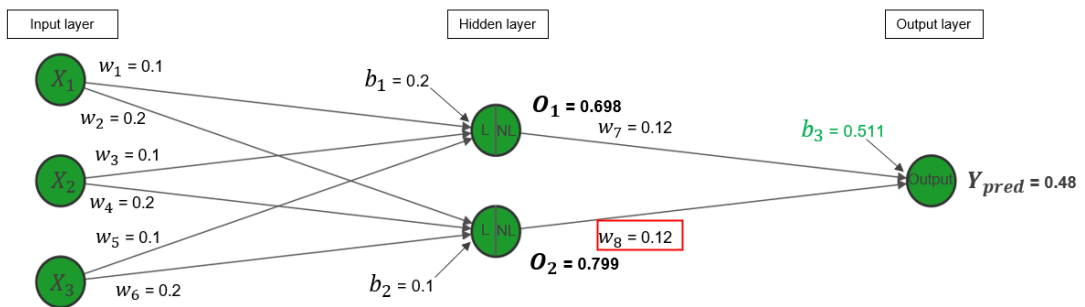 Input layer
Hidden layer
Output layer
X₁
w₁ = 0.1
w₂ = 0.2
b₁ = 0.2
O₁ = 0.698
L NL
w₇ = 0.12
b₃ = 0.511
X₂
w₃ = 0.1
w₄ = 0.2
Output
Yₚᵣₑd = 0.48
w₅ = 0.1
L NL
w₈ = 0.12
X₃
w₆ = 0.2
b₂ = 0.1
O₂ = 0.799